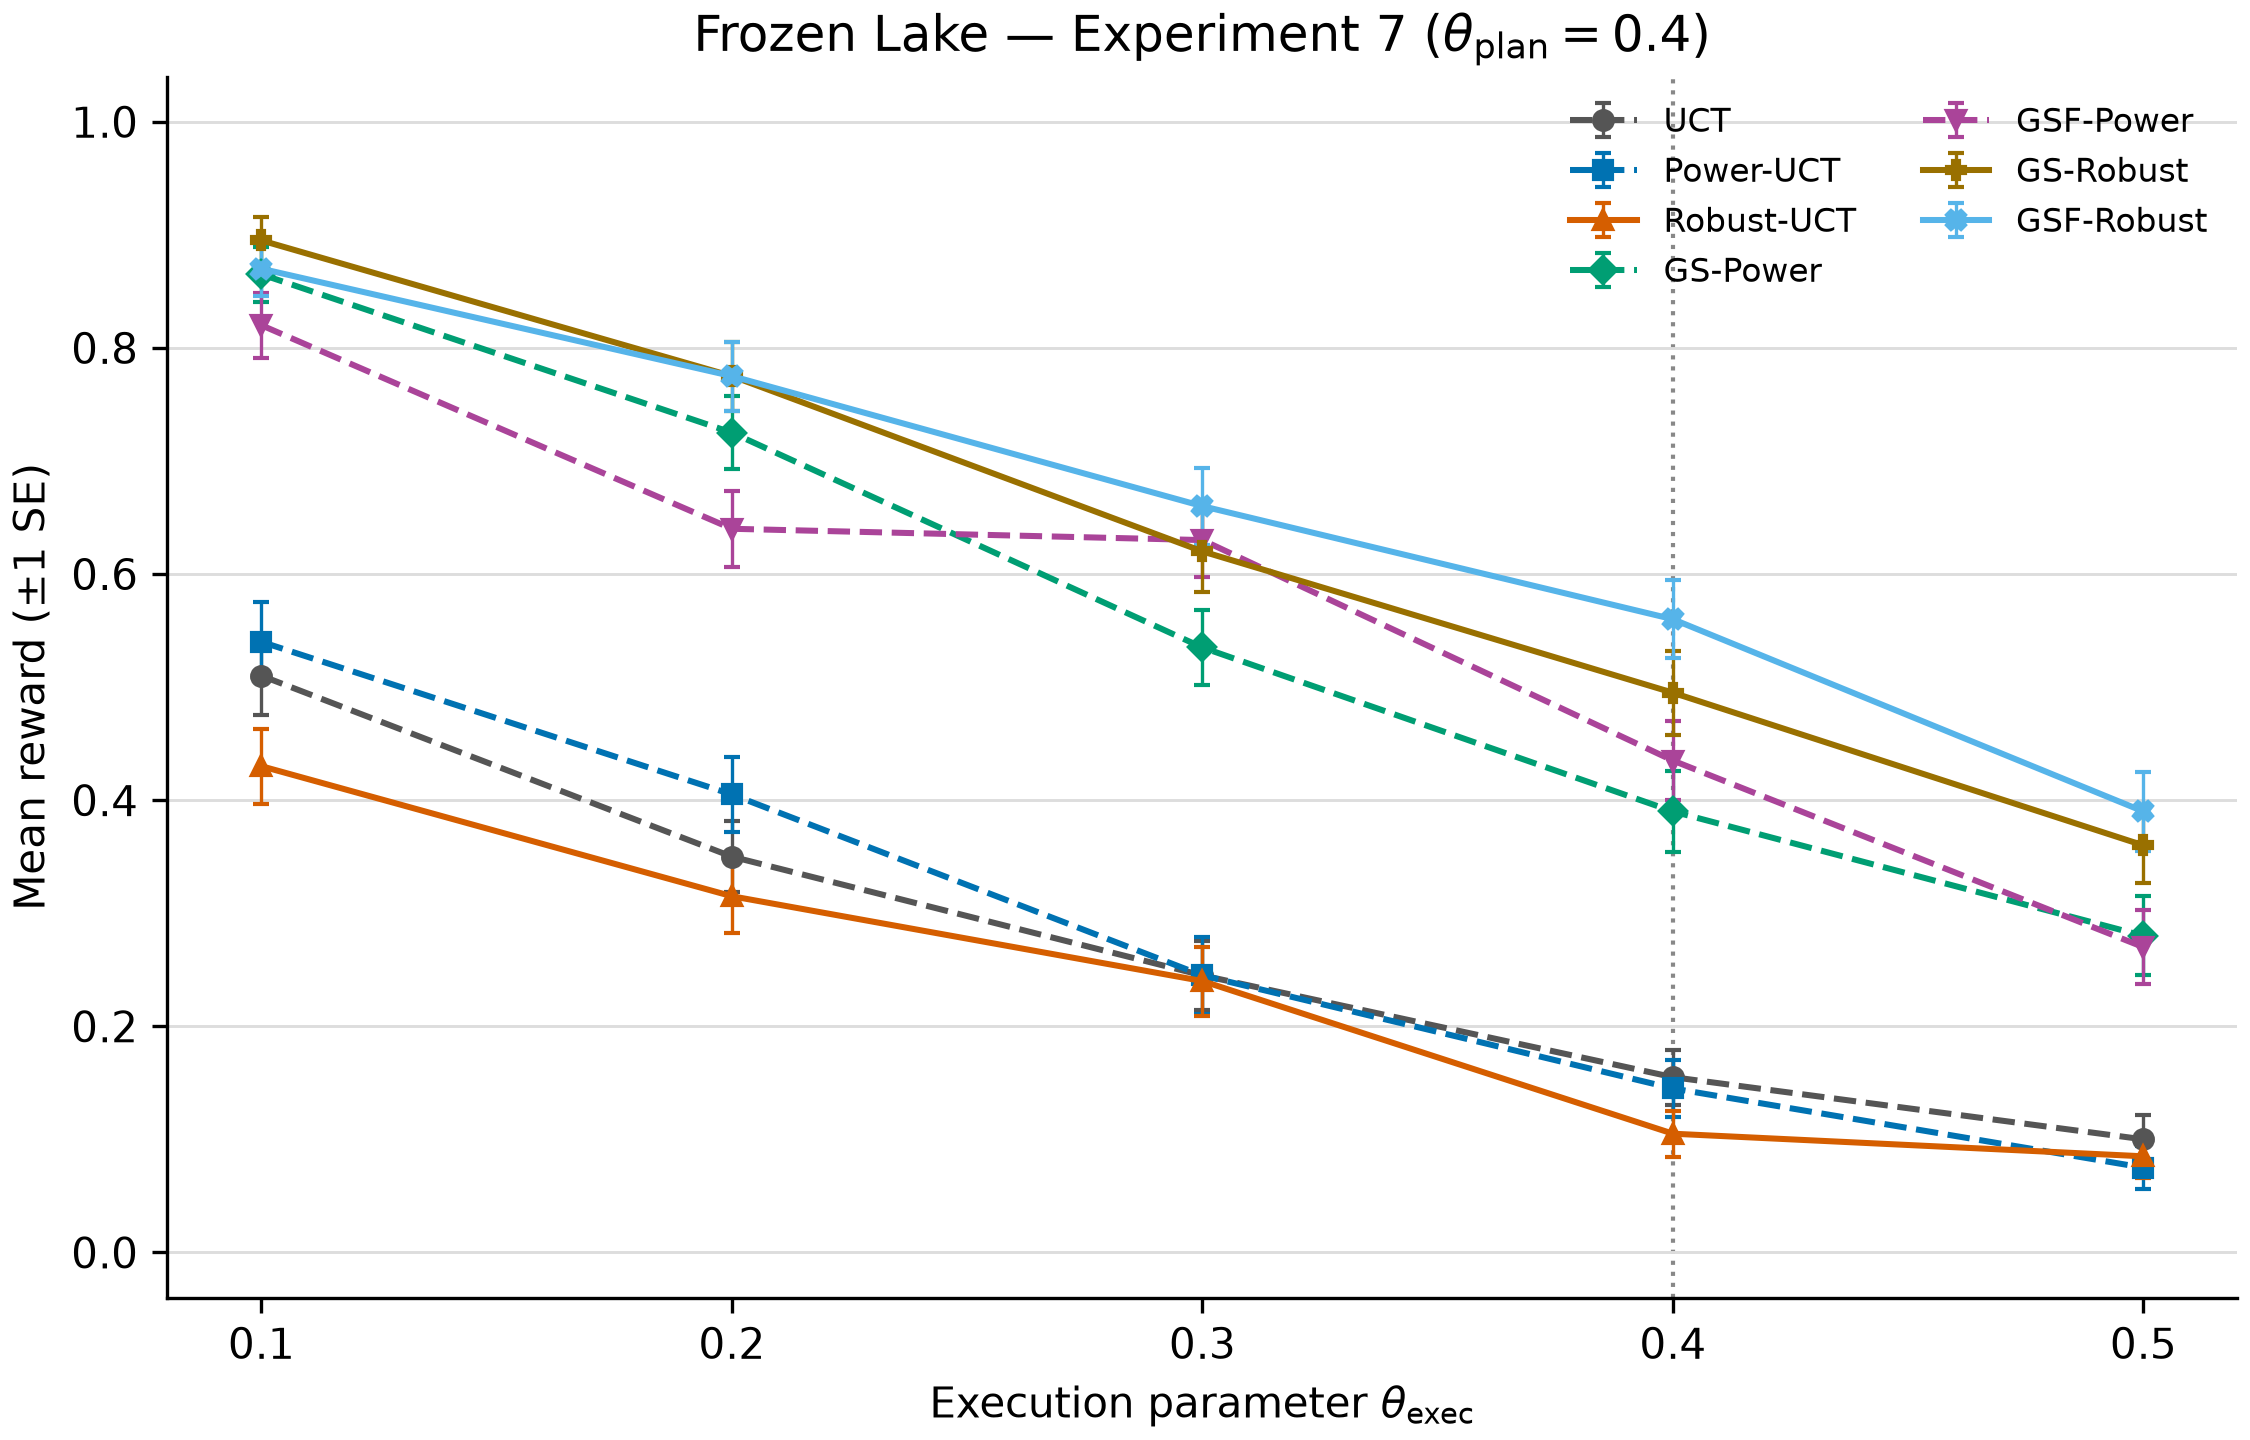 Frozen Lake — Experiment 7 (θplan = 0.4)
UCT
Power-UCT
Robust-UCT
GS-Power
GSF-Power
GS-Robust
GSF-Robust
Mean reward (±1 SE)
1.0
0.8
0.6
0.4
0.2
0.0
0.1 0.2 0.3 0.4 0.5
Execution parameter θexec